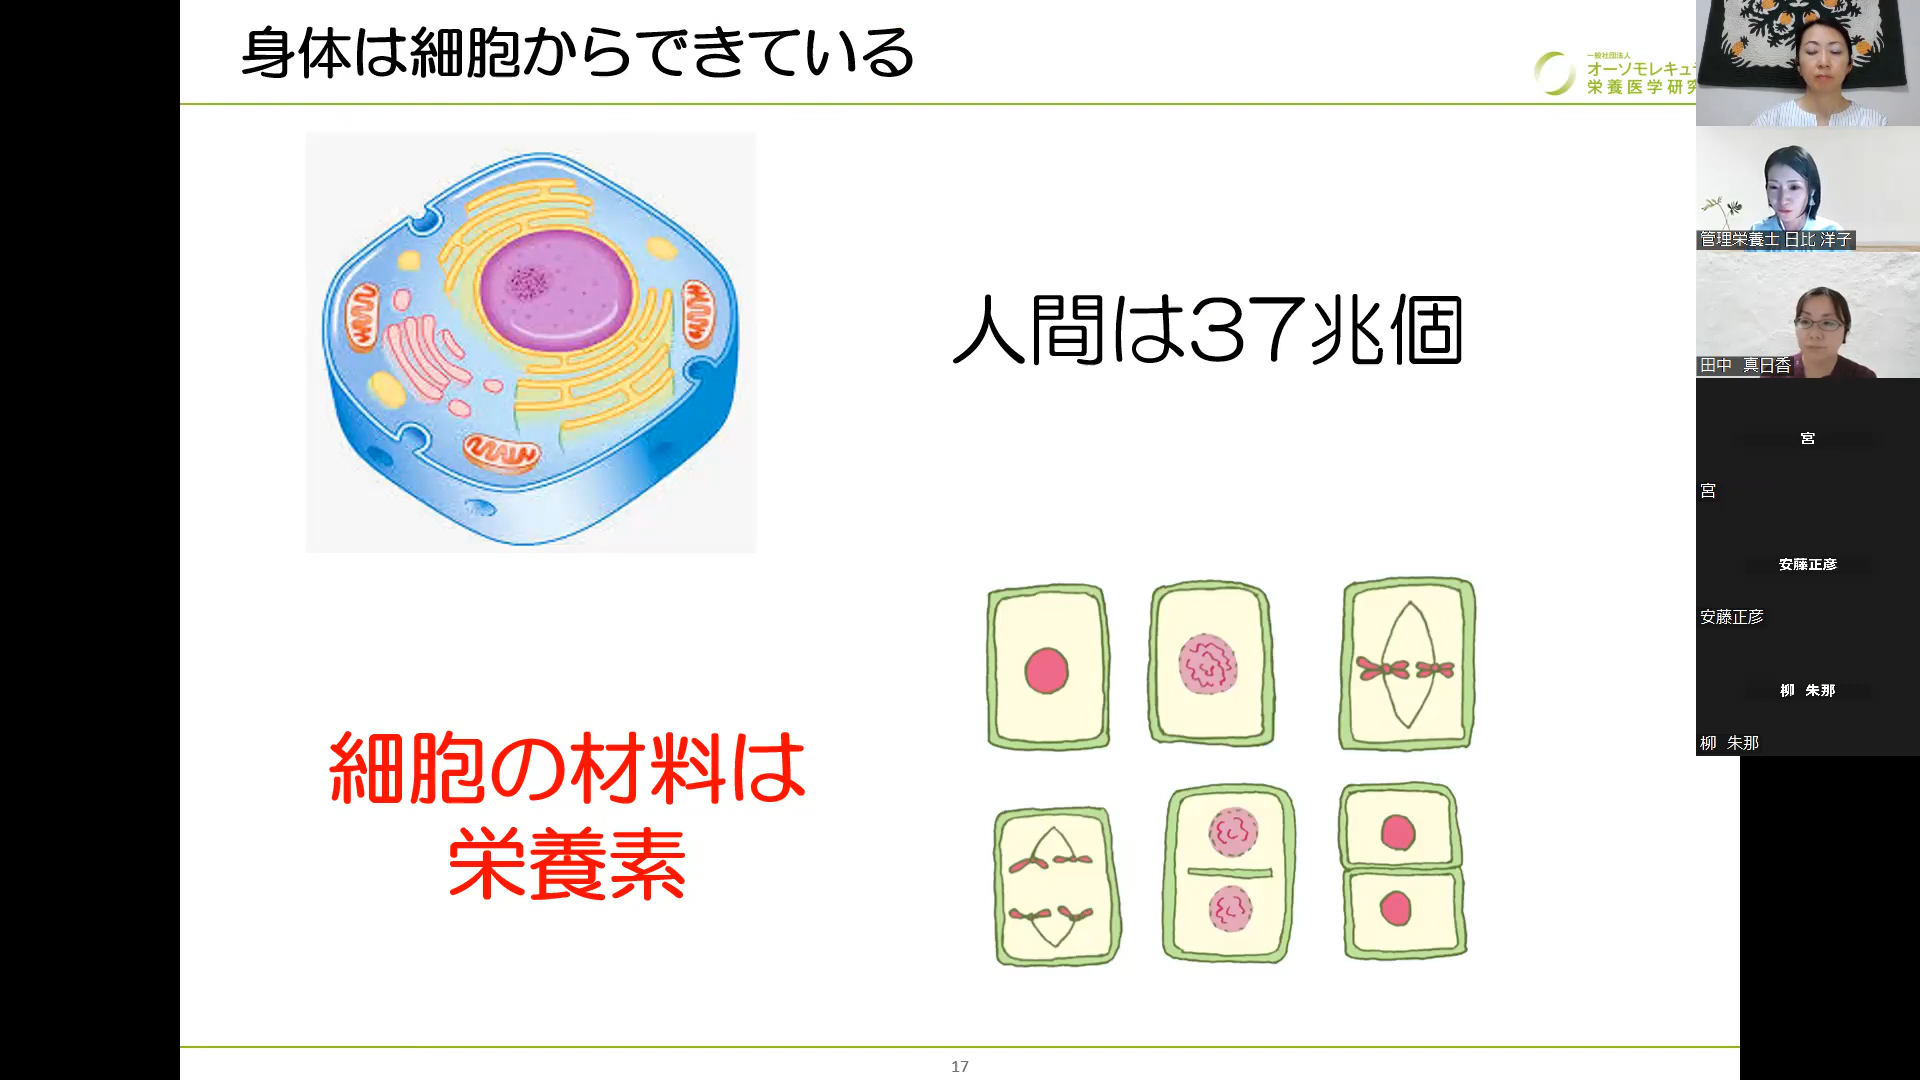 身体は細胞からできている
一般社団法人
オーソモレキュ
栄養医学研究
人間は37兆個
細胞の材料は
栄養素
17
管理栄養士 日比 洋子
田中 真日香
宮
宮
安藤正彦
安藤正彦
柳 朱那
柳 朱那